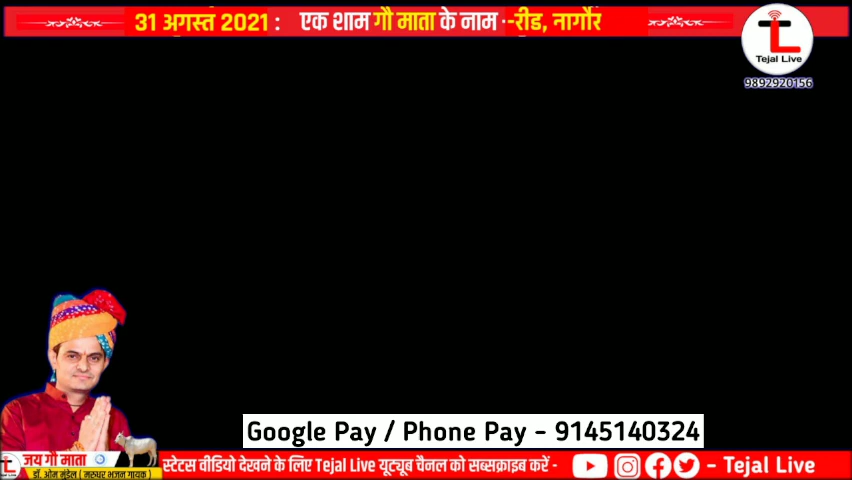 31 अगस्त 2021 : एक शाम गौ माता के नाम --रीड, नागौर
Tejal Live
9892920156
Google Pay / Phone Pay - 9145140324
जय गौ माता
डॉ. ओम मुंडेल ( मरुधर भजन गायक )
स्टेटस वीडियो देखने के लिए Tejal Live यूट्यूब चैनल को सब्सक्राइब करें - - Tejal Live